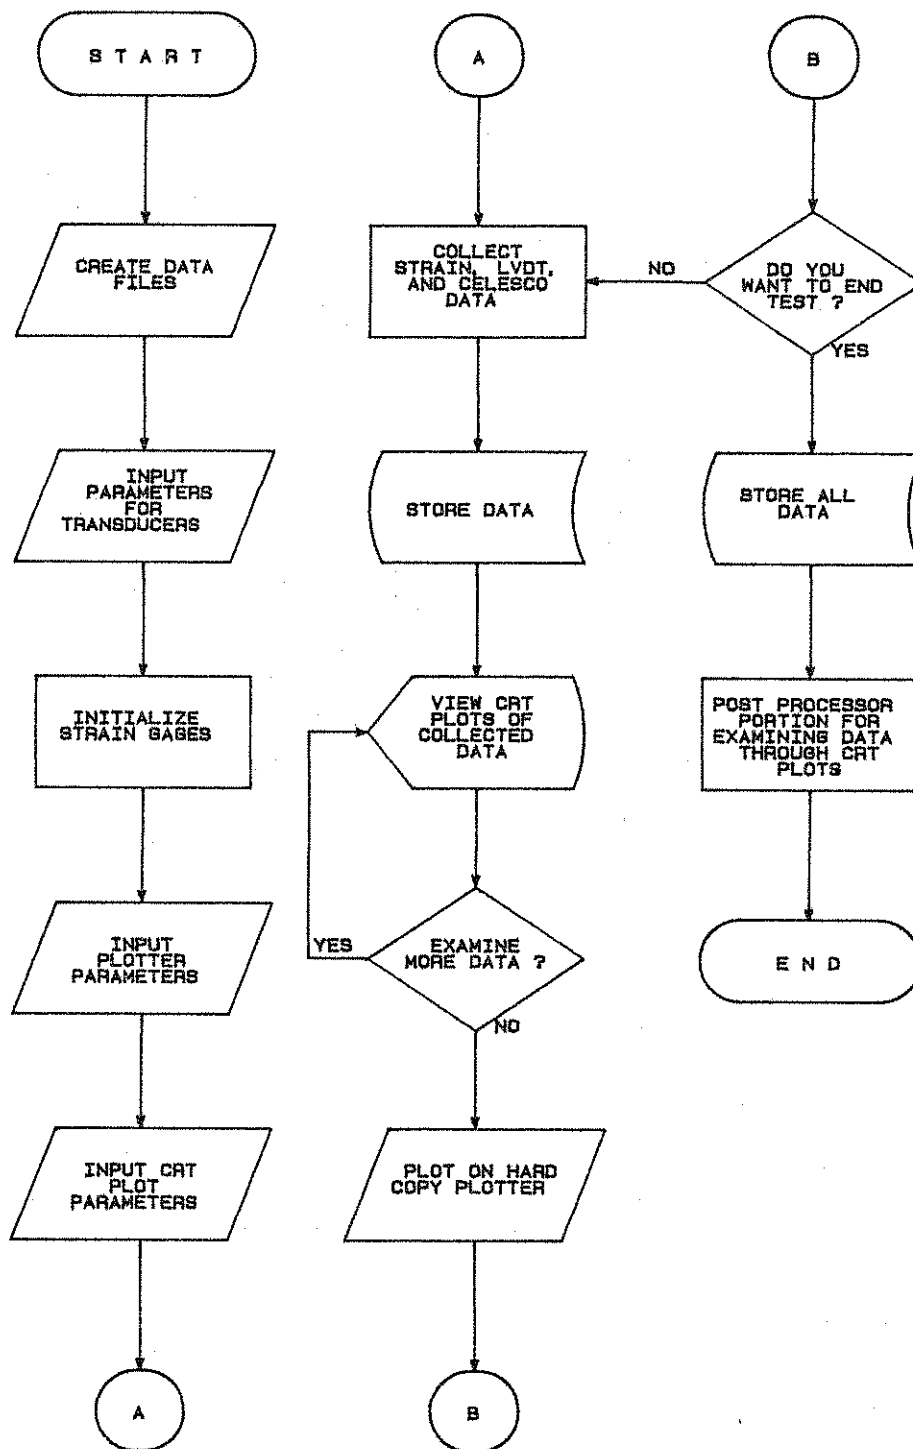 S T A R T
CREATE DATA
FILES
INPUT
PARAMETERS
FOR
TRANSDUCERS
INITIALIZE
STRAIN GAGES
INPUT
PLOTTER
PARAMETERS
INPUT CRT
PLOT
PARAMETERS
A
A
COLLECT
STRAIN, LVDT,
AND CELESCO
DATA
STORE DATA
VIEW CRT
PLOTS OF
COLLECTED
DATA
YES
EXAMINE
MORE DATA ?
NO
PLOT ON HARD
COPY PLOTTER
B
B
NO
DO YOU
WANT TO END
TEST ?
YES
STORE ALL
DATA
POST PROCESSOR
PORTION FOR
EXAMINING DATA
THROUGH CRT
PLOTS
E N D